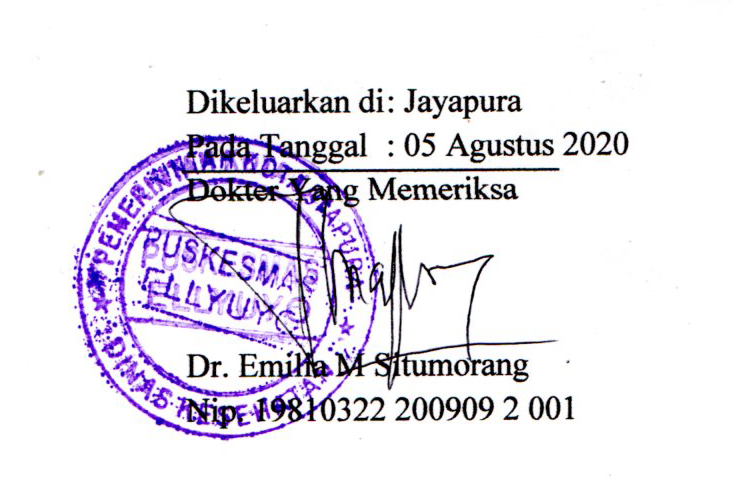 Dikeluarkan di: Jayapura
Pada Tanggal : 05 Agustus 2020
Dokter Yang Memeriksa
PEMERINTAH KOTA JAYAPURA
PUSKESMAS
ELLYUYO
DINAS KESEHATAN
Dr. Emilia M Situmorang
Nip. 19810322 200909 2 001